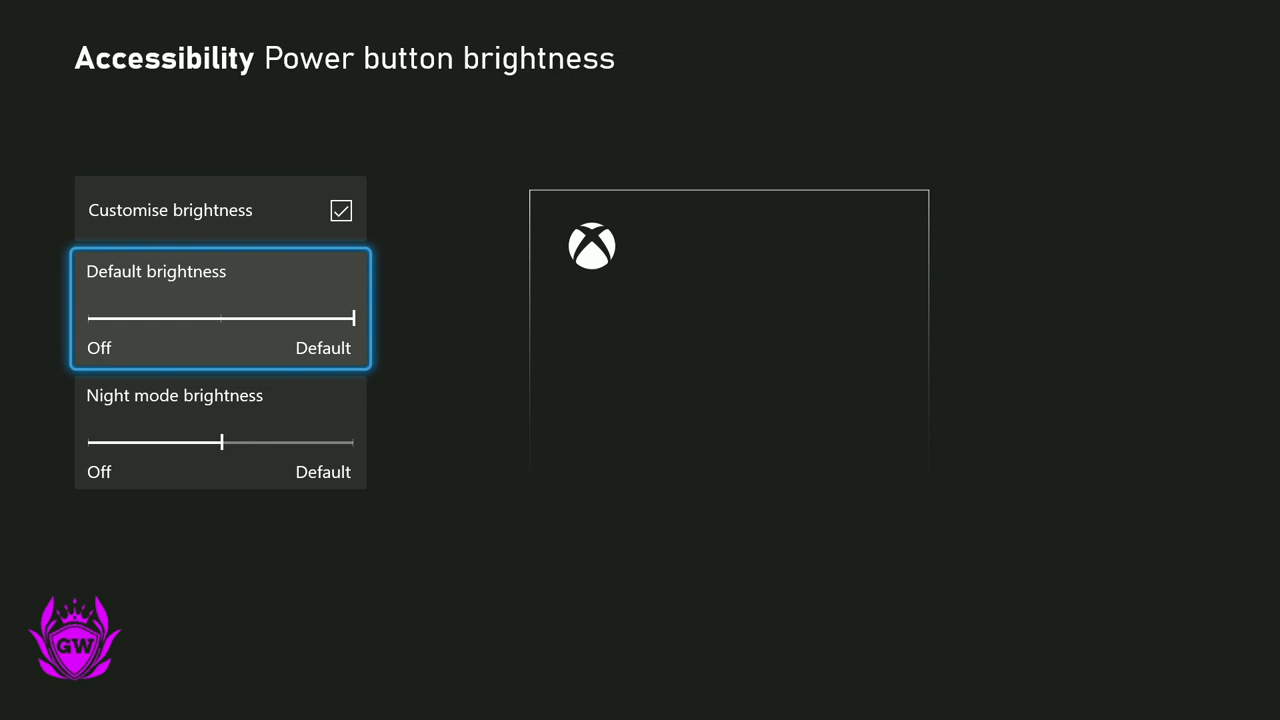 Accessibility Power button brightness
Customise brightness
Default brightness
Off Default
Night mode brightness
Off Default
GW